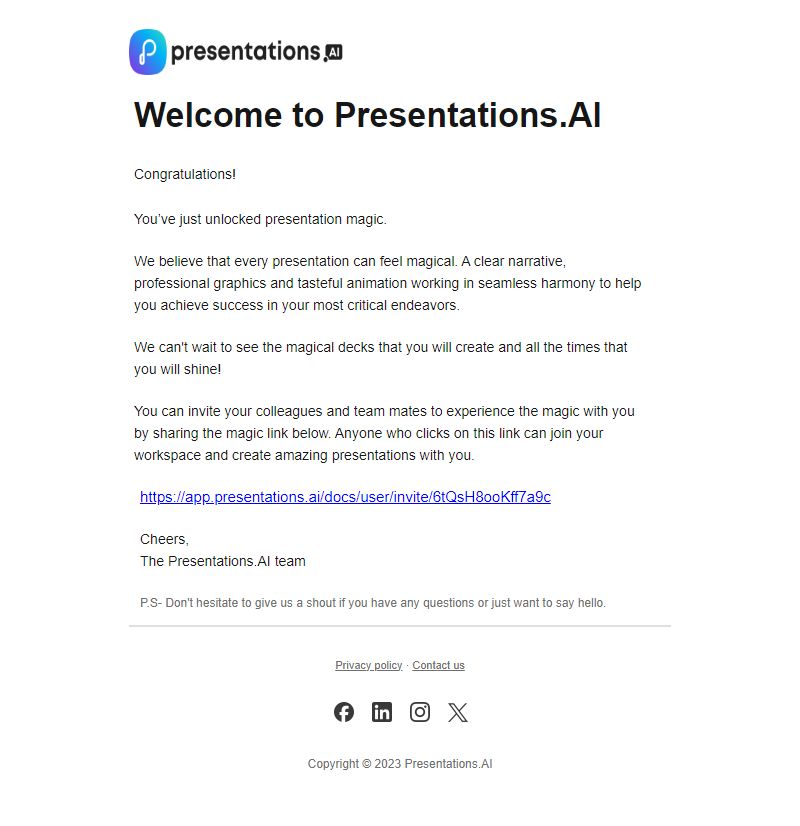 presentations.AI
Welcome to Presentations.AI
Congratulations!
You've just unlocked presentation magic.
We believe that every presentation can feel magical. A clear narrative,
professional graphics and tasteful animation working in seamless harmony to help
you achieve success in your most critical endeavors.
We can't wait to see the magical decks that you will create and all the times that
you will shine!
You can invite your colleagues and team mates to experience the magic with you
by sharing the magic link below. Anyone who clicks on this link can join your
workspace and create amazing presentations with you.
https://app.presentations.ai/docs/user/invite/6tQsH8ooKff7a9c
Cheers,
The Presentations.AI team
P.S- Don't hesitate to give us a shout if you have any questions or just want to say hello.
Privacy policy · Contact us
Copyright © 2023 Presentations.AI